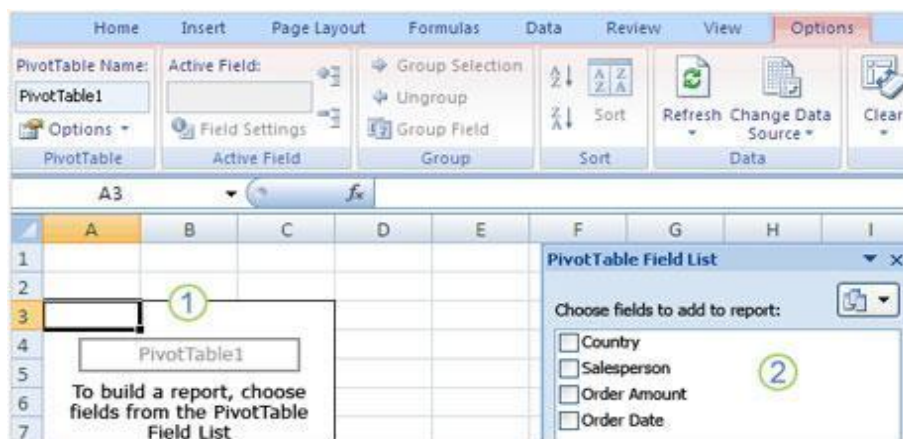 Home Insert Page Layout Formulas Data Review View Options
PivotTable Name: Active Field: Group Selection
PivotTable1 Ungroup Sort Refresh Change Data Source Clear
Options Field Settings Group Field
PivotTable Active Field Group Sort Data
A3 fx
A B C D E F G H I
1 PivotTable Field List
2
3 1 Choose fields to add to report:
4 PivotTable1 Country
5 To build a report, choose Salesperson 2
6 fields from the PivotTable Order Amount
7 Field List Order Date